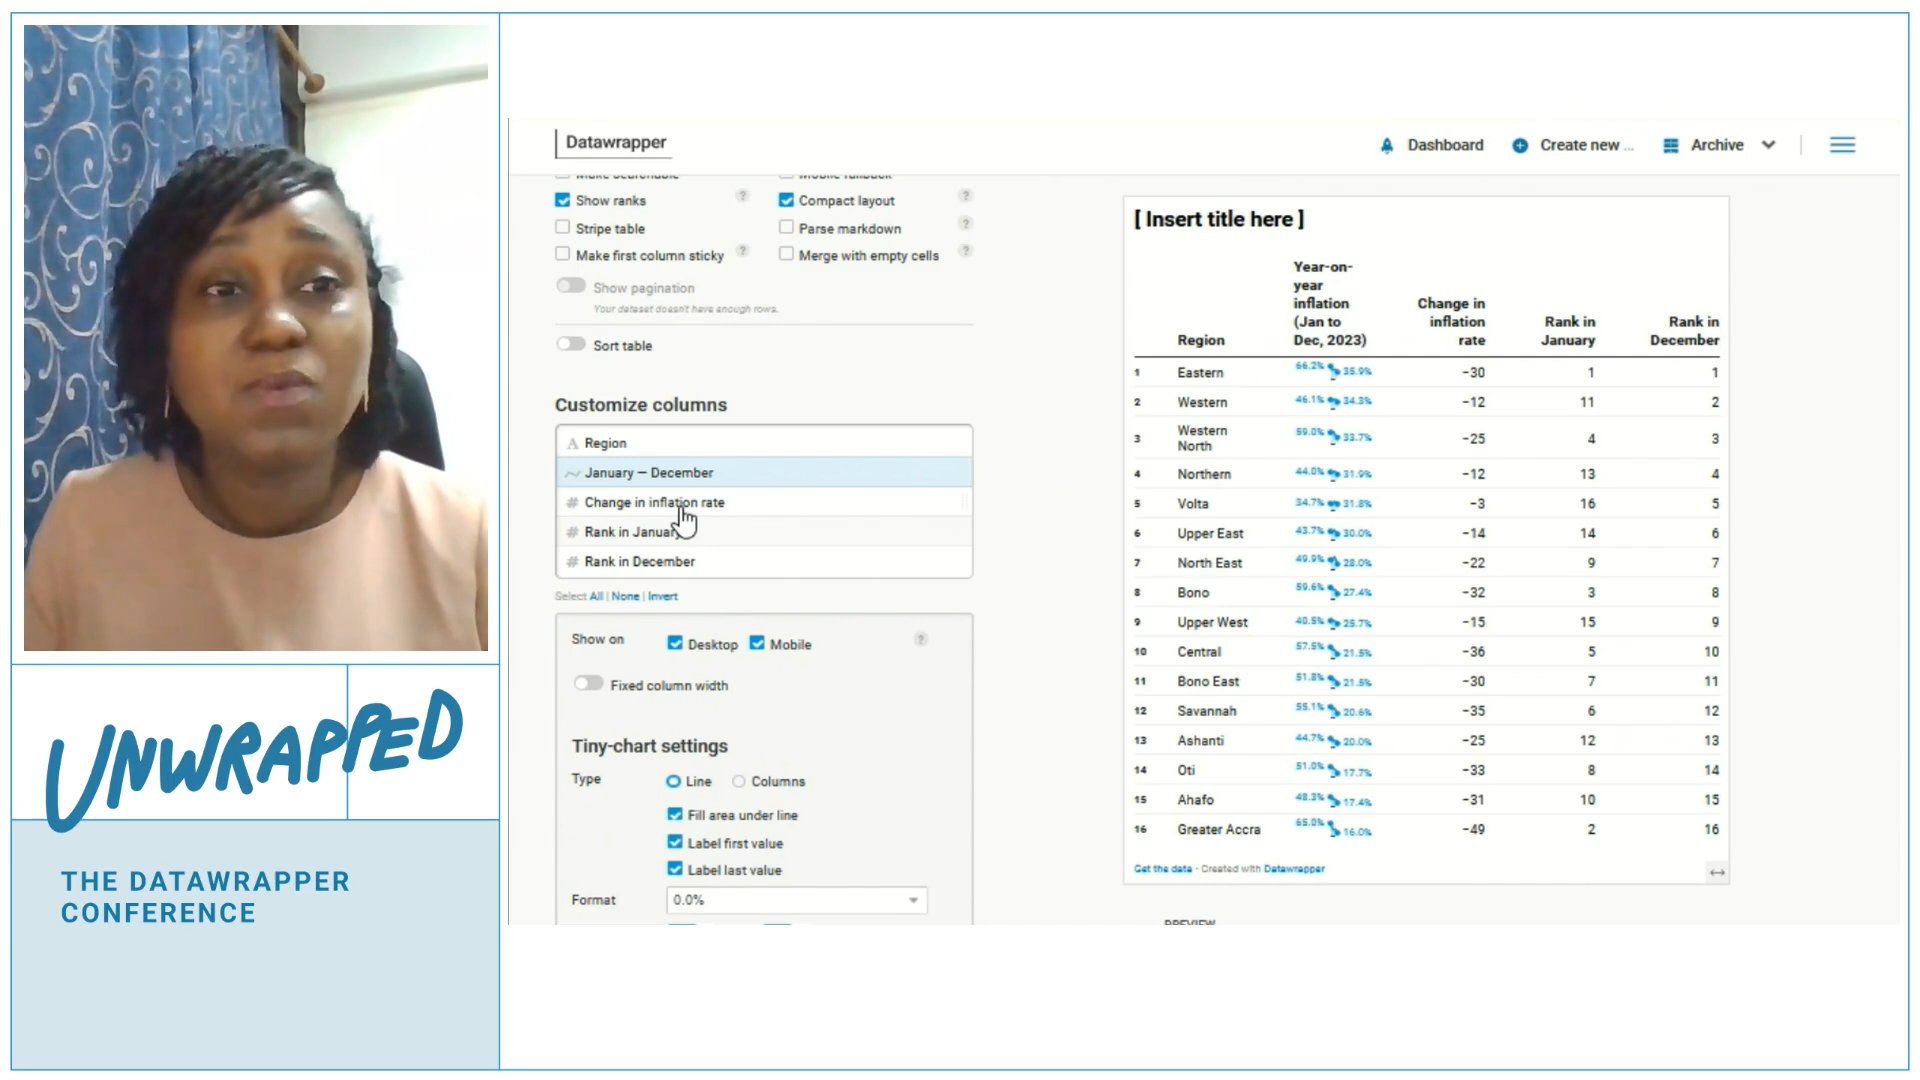 UNWRAPPED
THE DATAWRAPPER
CONFERENCE
Datawrapper
Dashboard
Create new ...
Archive
Make searchable
Mobile fallback
Show ranks ?
Compact layout ?
Stripe table
Parse markdown ?
Make first column sticky ?
Merge with empty cells ?
Show pagination
Your dataset doesn't have enough rows.
Sort table
Customize columns
A Region
January – December
# Change in inflation rate
# Rank in January
# Rank in December
Select All | None | Invert
Show on
Desktop
Mobile
?
Fixed column width
Tiny-chart settings
Type
Line
Columns
Fill area under line
Label first value
Label last value
Format
0.0%
[ Insert title here ]
Year-on-
year
inflation
(Jan to
Dec, 2023)
Change in
inflation
rate
Rank in
January
Rank in
December
Region
1 Eastern 66.2% 35.9% −30 1 1
2 Western 46.1% 34.3% −12 11 2
3 Western
North 59.0% 33.7% −25 4 3
4 Northern 44.0% 31.9% −12 13 4
5 Volta 34.7% 31.8% −3 16 5
6 Upper East 43.7% 30.0% −14 14 6
7 North East 49.9% 28.0% −22 9 7
8 Bono 59.6% 27.4% −32 3 8
9 Upper West 40.5% 25.7% −15 15 9
10 Central 57.5% 21.5% −36 5 10
11 Bono East 51.8% 21.5% −30 7 11
12 Savannah 55.1% 20.6% −35 6 12
13 Ashanti 44.7% 20.0% −25 12 13
14 Oti 51.0% 17.7% −33 8 14
15 Ahafo 48.3% 17.4% −31 10 15
16 Greater Accra 65.0% 16.0% −49 2 16
Get the data • Created with Datawrapper
PREVIEW